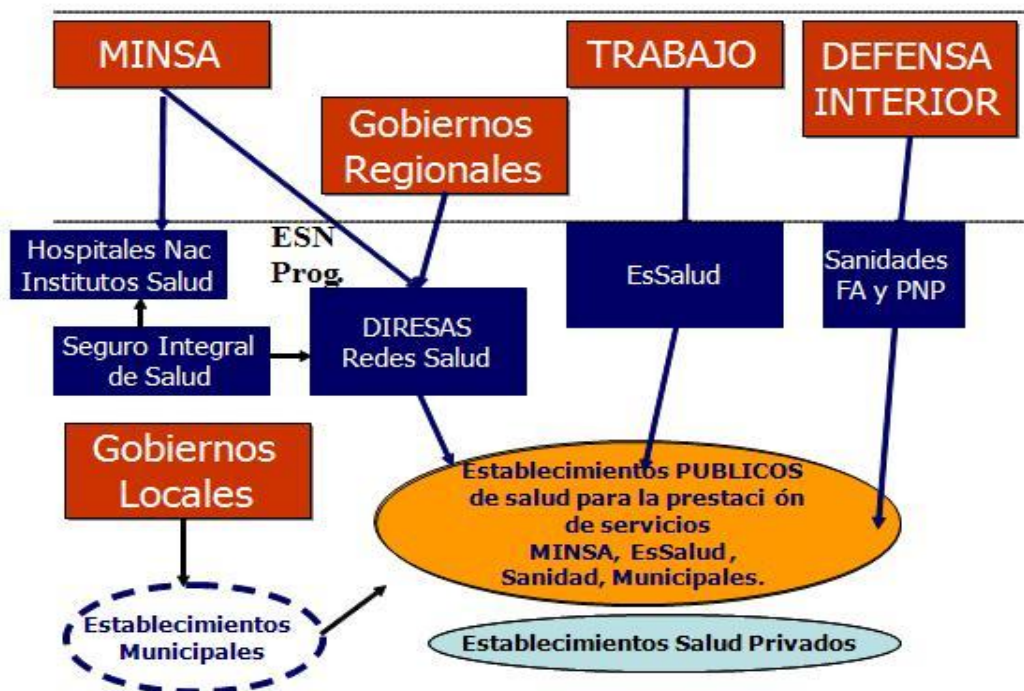 MINSA
TRABAJO
DEFENSA
INTERIOR
Gobiernos
Regionales
Hospitales Nac
Institutos Salud
ESN
Prog.
EsSalud
Sanidades
FA y PNP
Seguro Integral
de Salud
DIRESAS
Redes Salud
Gobiernos
Locales
Establecimientos PUBLICOS
de salud para la prestaci ón
de servicios
MINSA, EsSalud,
Sanidad, Municipales.
Establecimientos
Municipales
Establecimientos Salud Privados